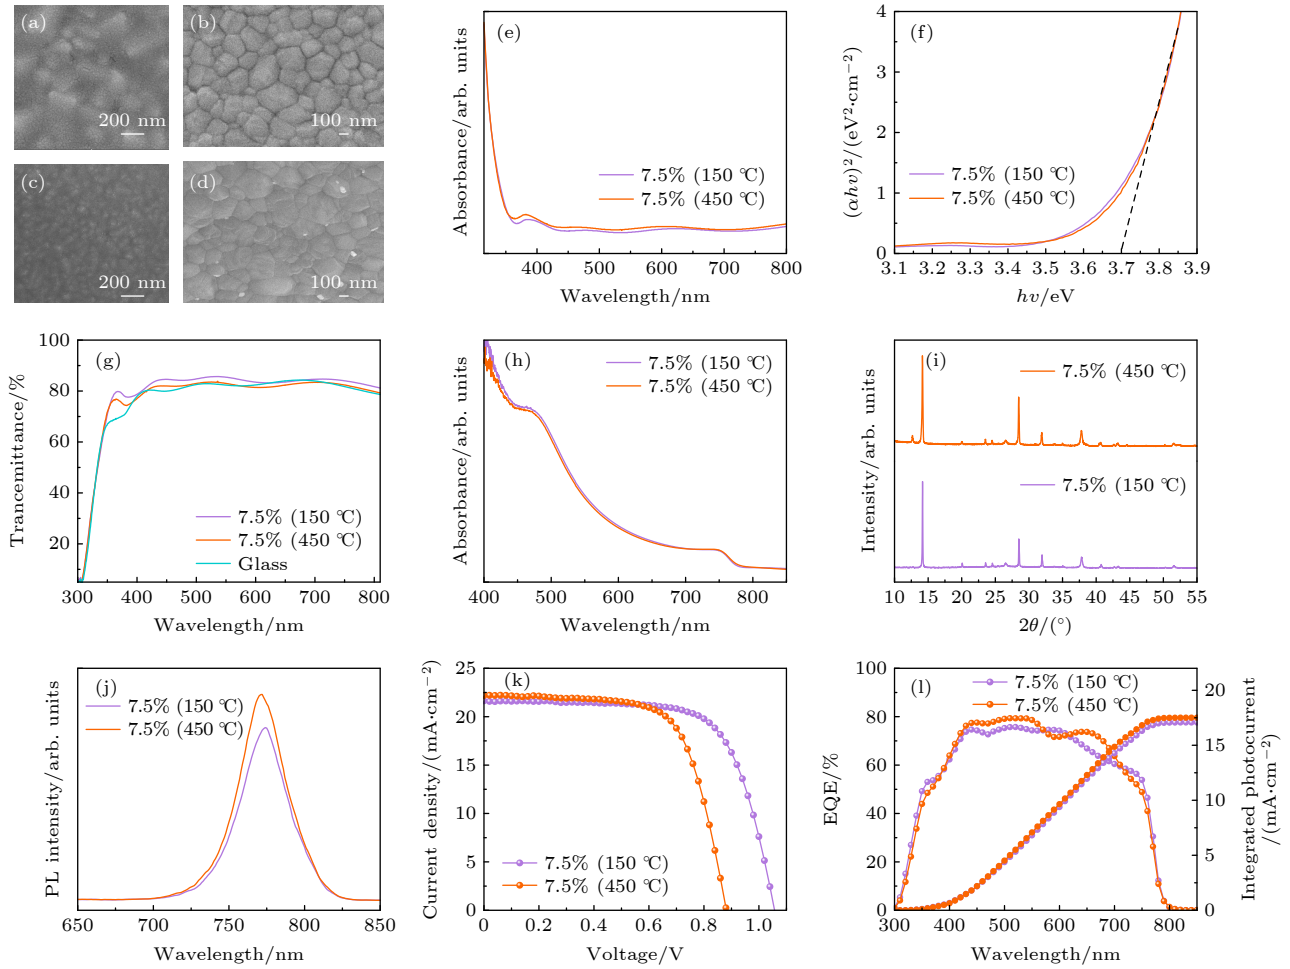 (a)
200 nm
(b)
100 nm
(c)
200 nm
(d)
100 nm
(e)
Absorbance/arb. units
7.5% (150 ℃)
7.5% (450 ℃)
400 500 600 700 800
Wavelength/nm
(f)
(αhν)²/(eV²·cm⁻²)
4
3
2
1
0
7.5% (150 ℃)
7.5% (450 ℃)
3.1 3.2 3.3 3.4 3.5 3.6 3.7 3.8 3.9
hν/eV
(g)
Trancemittance/%
100
80
60
40
20
7.5% (150 ℃)
7.5% (450 ℃)
Glass
300 400 500 600 700 800
Wavelength/nm
(h)
Absorbance/arb. units
7.5% (150 ℃)
7.5% (450 ℃)
400 500 600 700 800
Wavelength/nm
(i)
Intensity/arb. units
7.5% (450 ℃)
7.5% (150 ℃)
10 15 20 25 30 35 40 45 50 55
2θ/(°)
(j)
PL intensity/arb. units
7.5% (150 ℃)
7.5% (450 ℃)
650 700 750 800 850
Wavelength/nm
(k)
Current density/(mA·cm⁻²)
25
22
19
16
13
10
7
4
1
7.5% (150 ℃)
7.5% (450 ℃)
0 0.2 0.4 0.6 0.8 1.0
Voltage/V
(l)
EQE/%
100
80
60
40
20
0
7.5% (150 ℃)
7.5% (450 ℃)
20
15
10
5
0
Integrated photocurrent
/(mA·cm⁻²)
300 400 500 600 700 800
Wavelength/nm